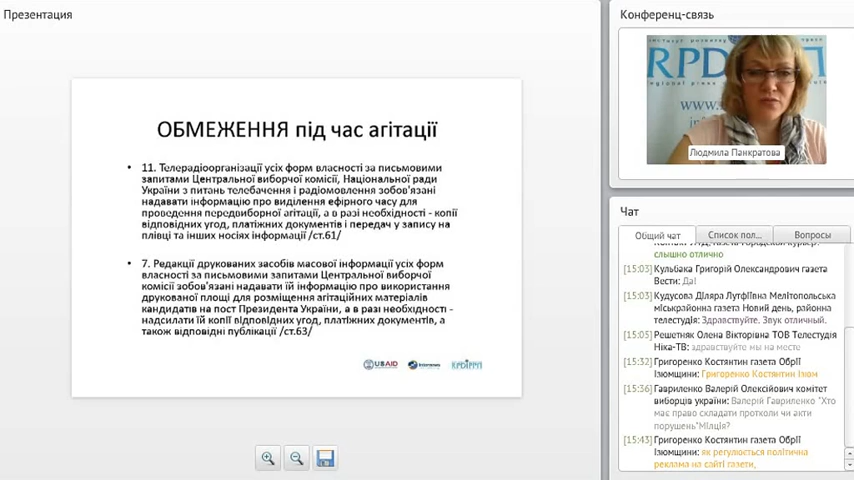 Презентация
ОБМЕЖЕННЯ під час агітації
• 11. Телерадіоорганізації усіх форм власності за письмовими
запитами Центральної виборчої комісії, Національної ради
України з питань телебачення і радіомовлення зобов'язані
надавати інформацію про виділення ефірного часу для
проведення передвиборної агітації, а в разі необхідності - копії
відповідних угод, платіжних документів і передач у запису на
плівці та інших носіях інформації /ст.61/
• 7. Редакції друкованих засобів масової інформації усіх форм
власності за письмовими запитами Центральної виборчої
комісії зобов'язані надавати їй інформацію про використання
друкованої площі для розміщення агітаційних матеріалів
кандидатів на пост Президента України, а в разі необхідності -
надсилати їй копії відповідних угод, платіжних документів, а
також відповідні публікації /ст.63/
USAID
Internews
Конференц-связь
RPD
www.
Людмила Панкратова
Чат
Общий чат
Список пол...
Вопросы
слышно отлично
[15:03] Кульбака Григорій Олександрович газета
Вести: Да!
[15:03] Кудусова Діляра Лутфіївна Мелітопольська
міськрайонна газета Новий день, районна
телестудія: Здравствуйте. Звук отличный.
[15:05] Решетняк Олена Вікторівна ТОВ Телестудія
Ніка-ТВ: здравствуйте мы на месте
[15:32] Григоренко Костянтин газета Обрії
Ізюмщини: Григоренко Костянтин Ізюм
[15:36] Гавриленко Валерій Олексійович комітет
виборців україни: Валерій Гавриленко "Хто
має право складати протколи чи акти
порушень"Міліція?
[15:43] Григоренко Костянтин газета Обрії
Ізюмщини: як регулюється політична
реклама на сайті газети,